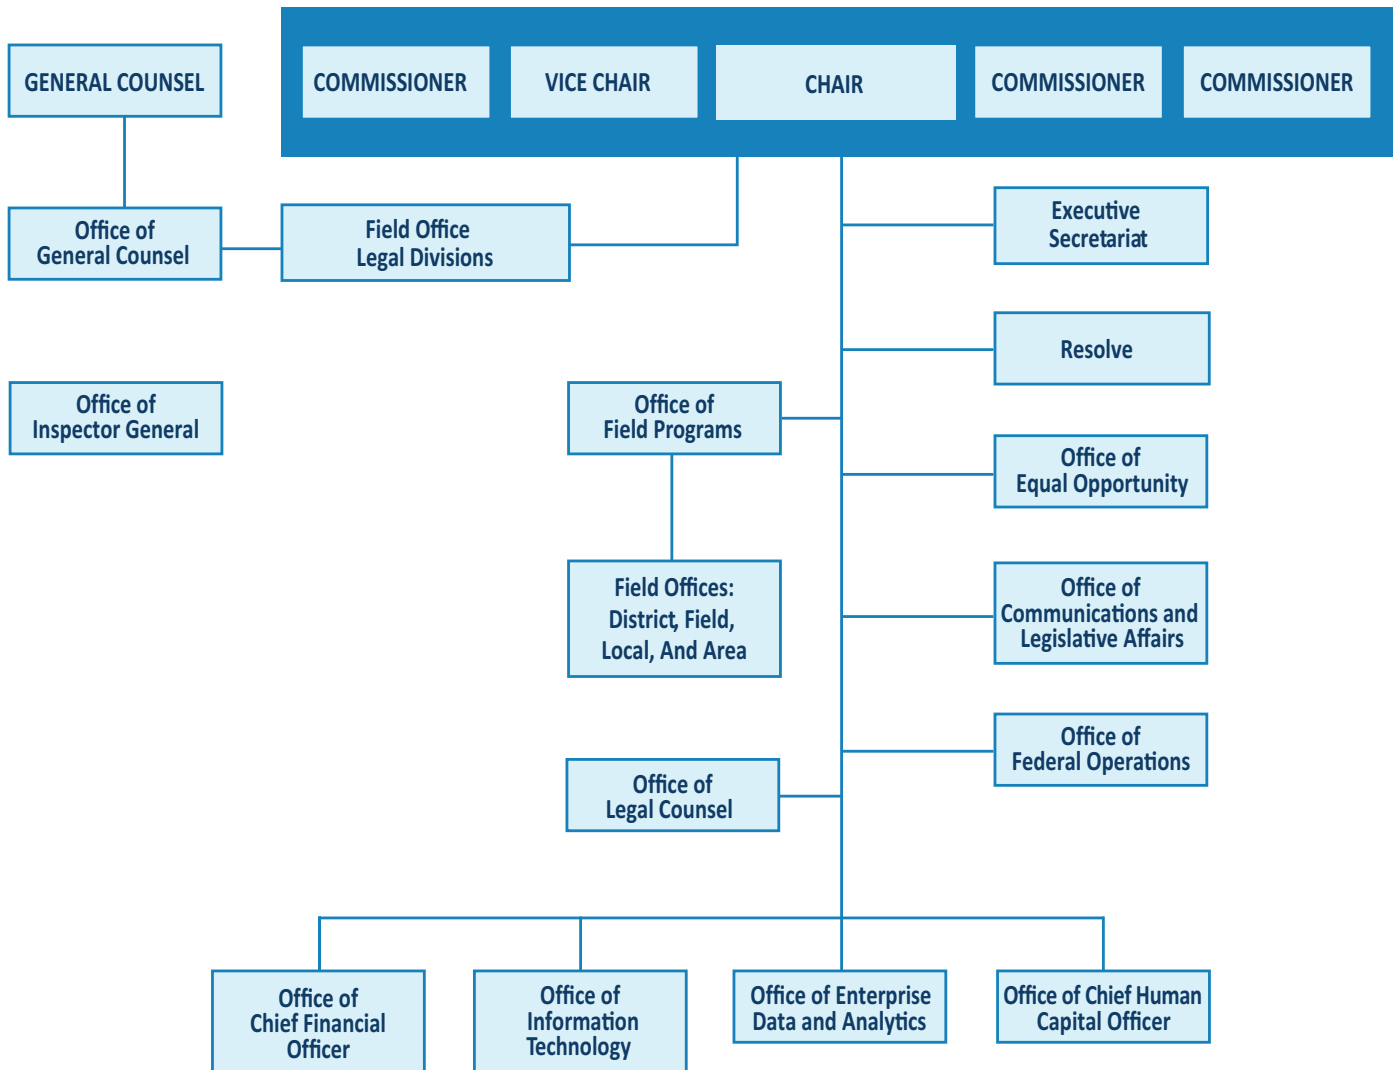 GENERAL COUNSEL
COMMISSIONER
VICE CHAIR
CHAIR
COMMISSIONER
COMMISSIONER
Office of
General Counsel
Field Office
Legal Divisions
Executive
Secretariat
Resolve
Office of
Inspector General
Office of
Field Programs
Office of
Equal Opportunity
Field Offices:
District, Field,
Local, And Area
Office of
Communications and
Legislative Affairs
Office of
Federal Operations
Office of
Legal Counsel
Office of
Chief Financial
Officer
Office of
Information
Technology
Office of Enterprise
Data and Analytics
Office of Chief Human
Capital Officer